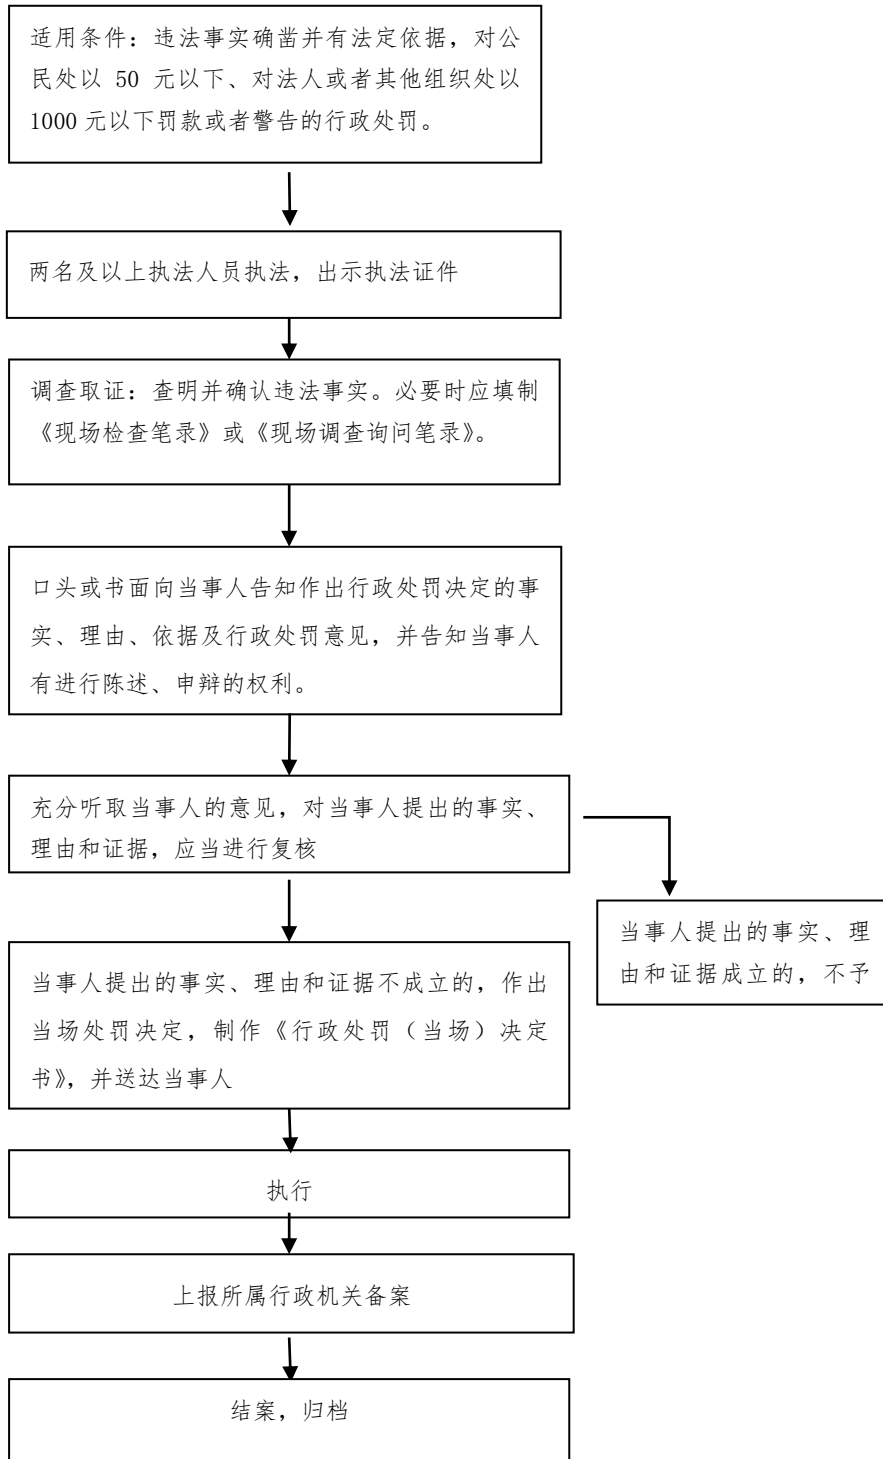 适用条件：违法事实确凿并有法定依据，对公
民处以 50 元以下、对法人或者其他组织处以
1000 元以下罚款或者警告的行政处罚。
两名及以上执法人员执法，出示执法证件
调查取证：查明并确认违法事实。必要时应填制
《现场检查笔录》或《现场调查询问笔录》。
口头或书面向当事人告知作出行政处罚决定的事
实、理由、依据及行政处罚意见，并告知当事人
有进行陈述、申辩的权利。
充分听取当事人的意见，对当事人提出的事实、
理由和证据，应当进行复核
当事人提出的事实、理
由和证据成立的，不予
当事人提出的事实、理由和证据不成立的，作出
当场处罚决定，制作《行政处罚（当场）决定
书》，并送达当事人
执行
上报所属行政机关备案
结案，归档